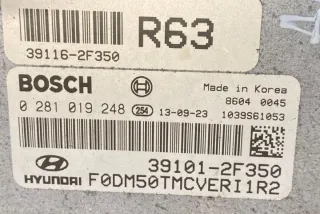 R63
39116-2F350
BOSCH
Made in Korea
8604 0045
0 281 019 248 254 13-09-23 1039S61053
39101-2F350
HYUNDAI F0DM50TMCVERI1R2